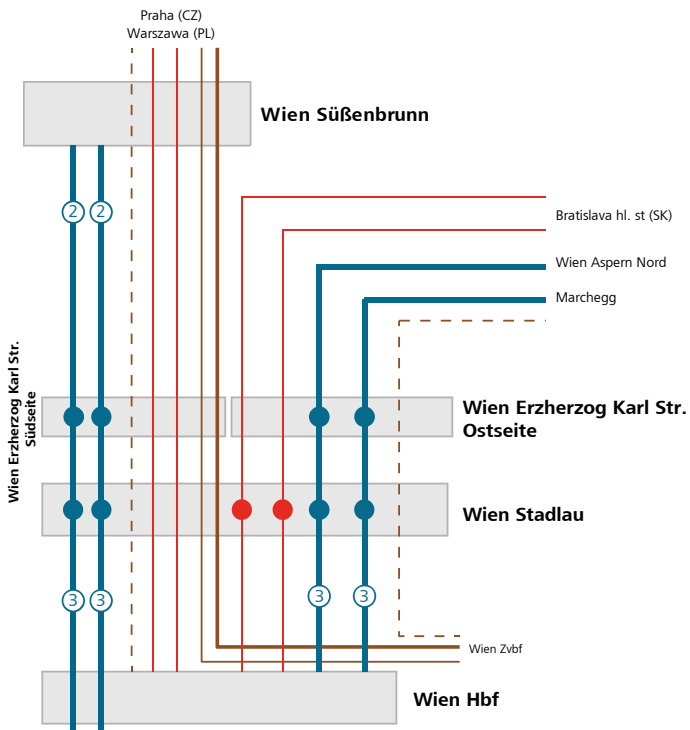 Praha (CZ)
Warszawa (PL)
Wien Süßenbrunn
2
2
Bratislava hl. st (SK)
Wien Aspern Nord
Marchegg
Wien Erzherzog Karl Str.
Südseite
Wien Erzherzog Karl Str.
Ostseite
Wien Stadlau
3
3
3
3
Wien Zvbf
Wien Hbf